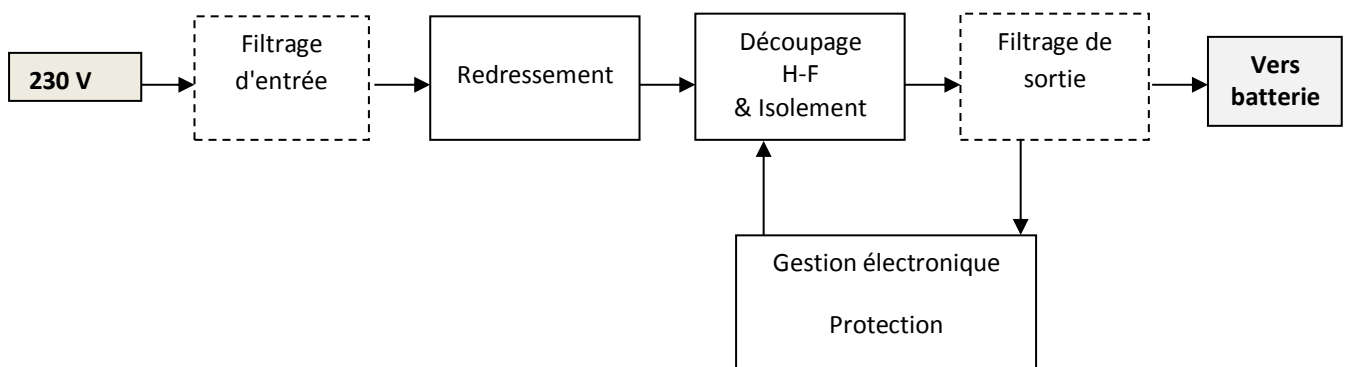 230 V
Filtrage
d'entrée
Redressement
Découpage
H-F
& Isolement
Filtrage de
sortie
Vers
batterie
Gestion électronique
Protection